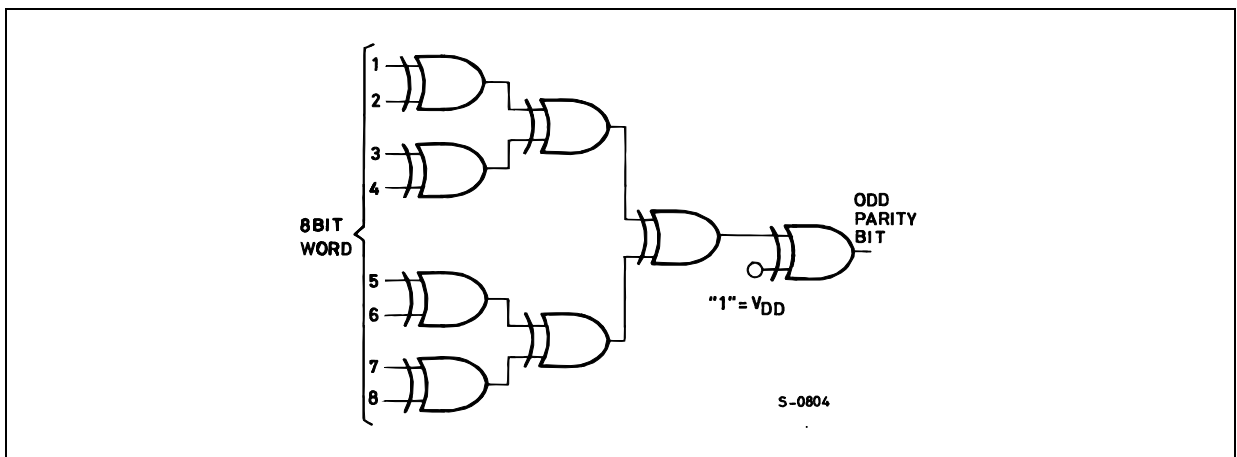 1
2
3
4
8BIT
WORD
5
6
7
8
ODD
PARITY
BIT
"1"= VDD
S-0804